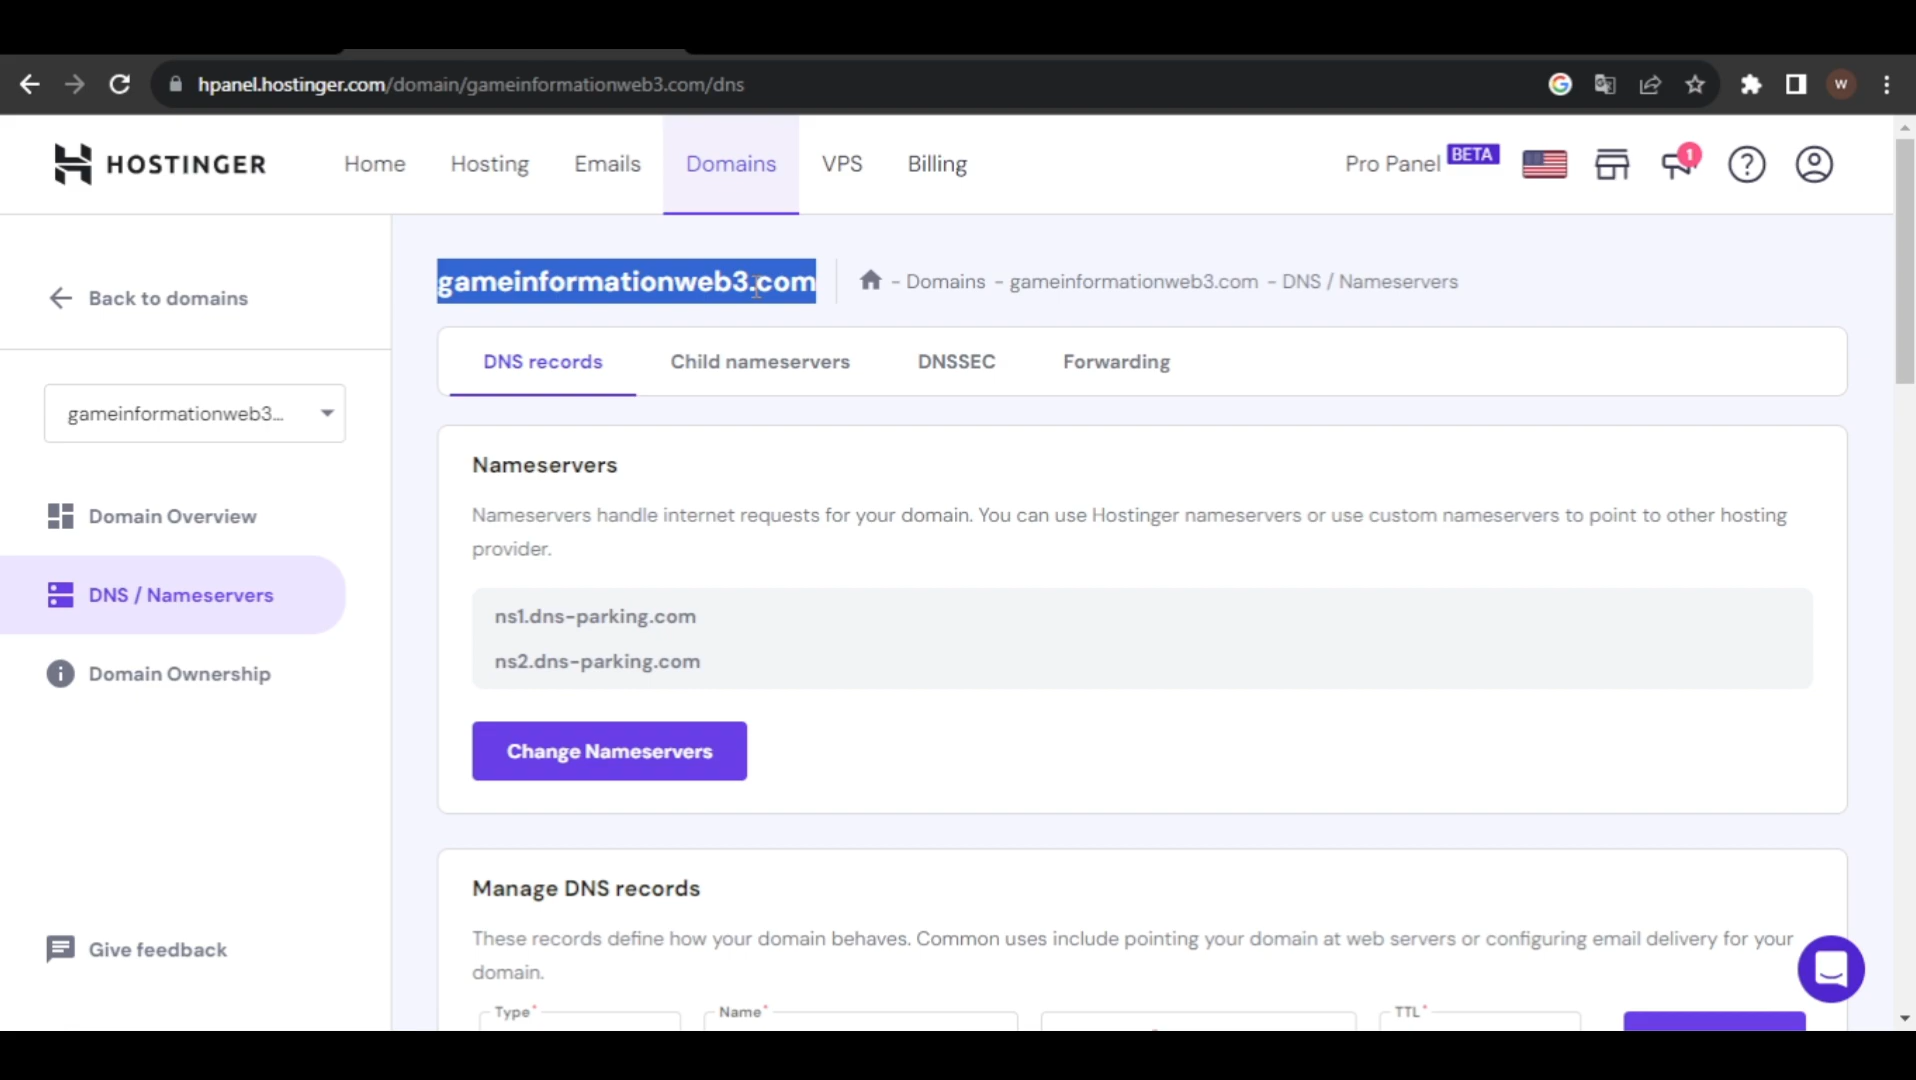 hpanel.hostinger.com/domain/gameinformationweb3.com/dns
W
HOSTINGER
Home
Hosting
Emails
Domains
VPS
Billing
Pro Panel BETA
1
Back to domains
gameinformationweb3.com
- Domains - gameinformationweb3.com - DNS / Nameservers
DNS records
Child nameservers
DNSSEC
Forwarding
gameinformationweb3...
Domain Overview
DNS / Nameservers
Domain Ownership
Give feedback
Nameservers
Nameservers handle internet requests for your domain. You can use Hostinger nameservers or use custom nameservers to point to other hosting
provider.
ns1.dns-parking.com
ns2.dns-parking.com
Change Nameservers
Manage DNS records
These records define how your domain behaves. Common uses include pointing your domain at web servers or configuring email delivery for your
domain.
Type*
Name*
TTL*